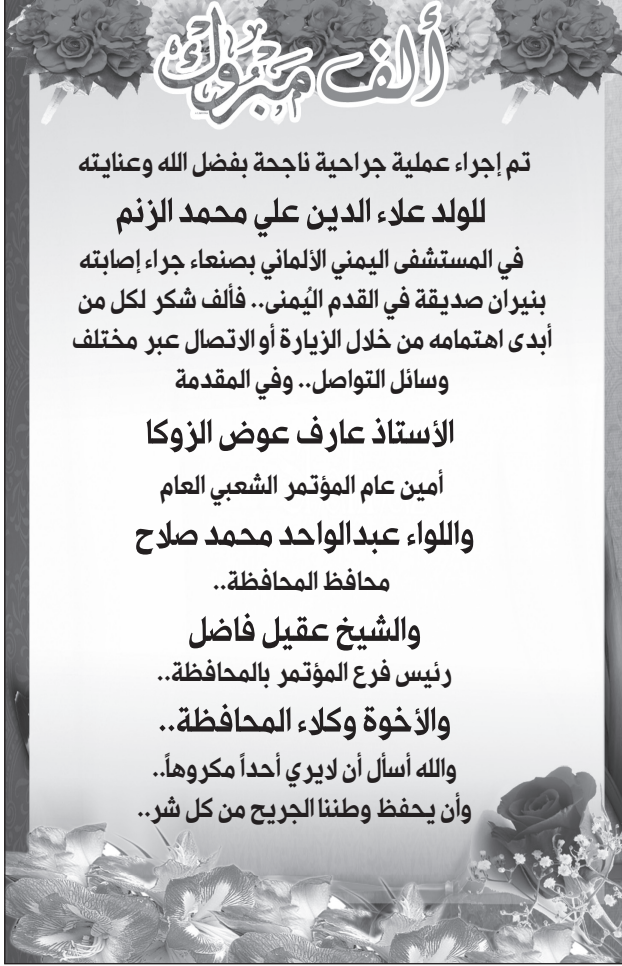 ألف مبروك
تم إجراء عملية جراحية ناجحة بفضل الله وعنايته
للولد علاء الدين علي محمد الزنم
في المستشفى اليمني الألماني بصنعاء جراء إصابته
بنيران صديقة في القدم اليُمنى.. فألف شكر لكل من
أبدى اهتمامه من خلال الزيارة أو الاتصال عبر مختلف
وسائل التواصل.. وفي المقدمة
الأستاذ عارف عوض الزوكا
أمين عام المؤتمر الشعبي العام
واللواء عبدالواحد محمد صلاح
محافظ المحافظة..
والشيخ عقيل فاضل
رئيس فرع المؤتمر بالمحافظة..
والأخوة وكلاء المحافظة..
والله أسأل أن لايري أحداً مكروهاً..
وأن يحفظ وطننا الجريح من كل شر..